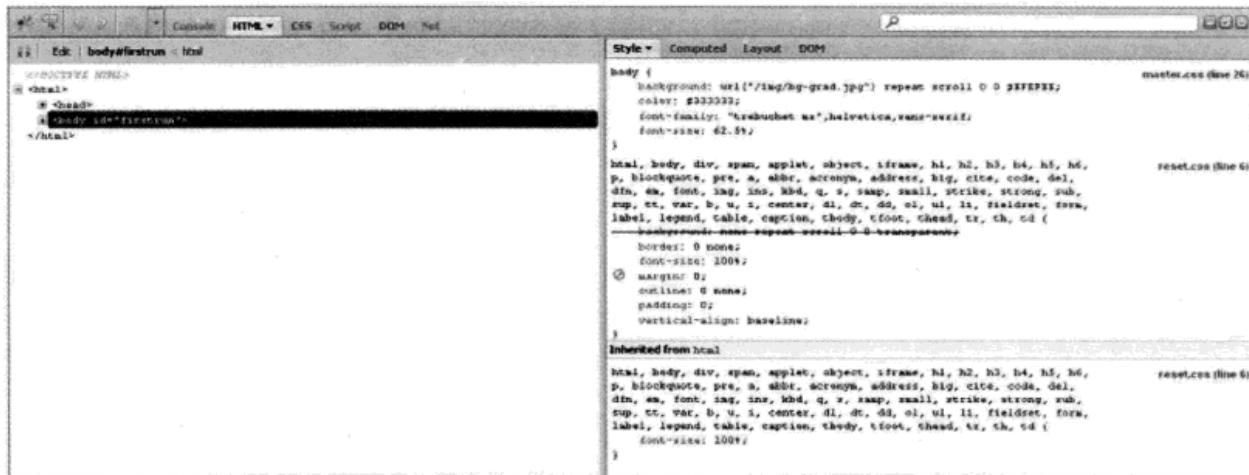 Console HTML CSS Script DOM Net
Edit body#firstrun < html
<!DOCTYPE HTML>
<html>
<head>
<body id="firstrun">
</html>
Style Computed Layout DOM
body {
master.css (line 26)
background: url("/img/bg-grad.jpg") repeat scroll 0 0 #EFEFEE;
color: #333333;
font-family: "trebuchet ms",helvetica,sans-serif;
font-size: 62.5%;
}
html, body, div, span, applet, object, iframe, h1, h2, h3, h4, h5, h6,
reset.css (line 6)
p, blockquote, pre, a, abbr, acronym, address, big, cite, code, del,
dfn, em, font, img, ins, kbd, q, s, samp, small, strike, strong, sub,
sup, tt, var, b, u, i, center, dl, dt, dd, ol, ul, li, fieldset, form,
label, legend, table, caption, tbody, tfoot, thead, tr, th, td {
background: none repeat scroll 0 0 transparent;
border: 0 none;
font-size: 100%;
margin: 0;
outline: 0 none;
padding: 0;
vertical-align: baseline;
}
Inherited from html
html, body, div, span, applet, object, iframe, h1, h2, h3, h4, h5, h6,
reset.css (line 6)
p, blockquote, pre, a, abbr, acronym, address, big, cite, code, del,
dfn, em, font, img, ins, kbd, q, s, samp, small, strike, strong, sub,
sup, tt, var, b, u, i, center, dl, dt, dd, ol, ul, li, fieldset, form,
label, legend, table, caption, tbody, tfoot, thead, tr, th, td {
font-size: 100%;
}